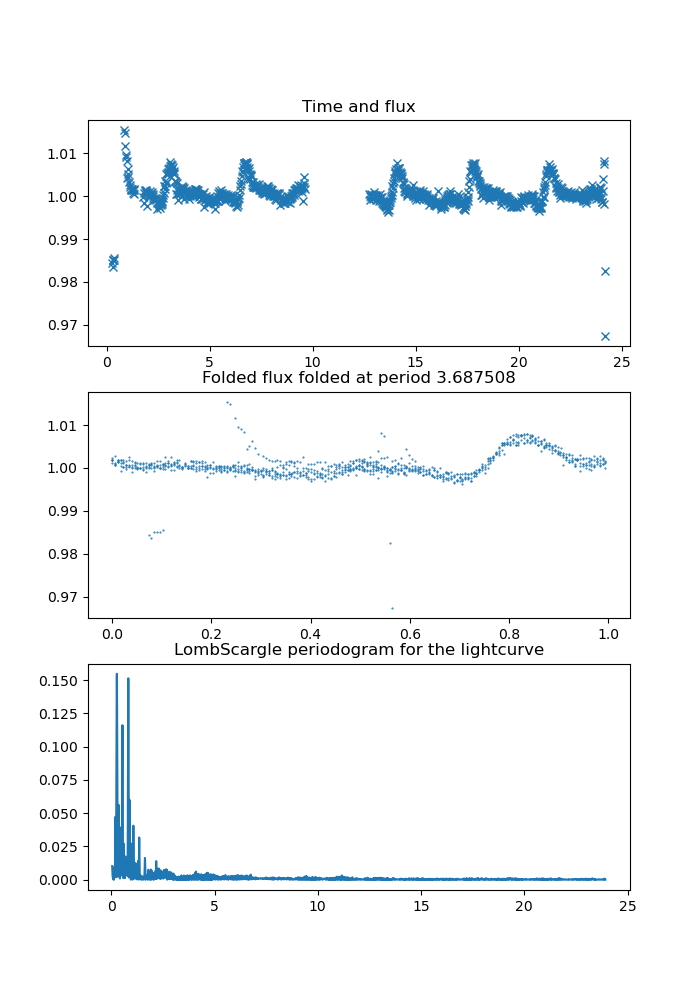 Time and flux
1.01
1.00
0.99
0.98
0.97
0 5 10 15 20 25
Folded flux folded at period 3.687508
1.01
1.00
0.99
0.98
0.97
0.0 0.2 0.4 0.6 0.8 1.0
LombScargle periodogram for the lightcurve
0.150
0.125
0.100
0.075
0.050
0.025
0.000
0 5 10 15 20 25